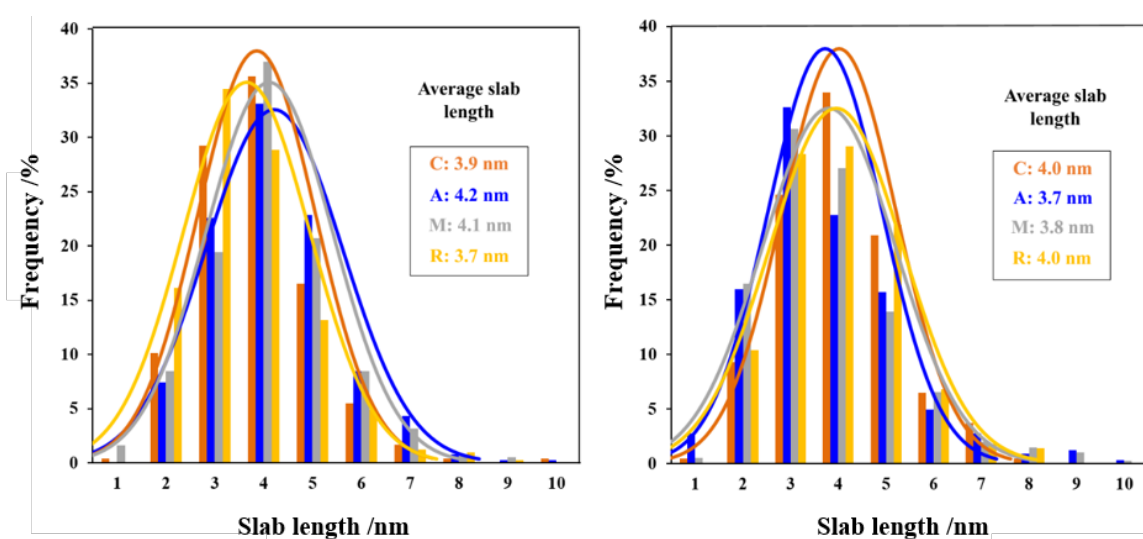 40
35
30
25
20
15
10
5
0
Frequency /%
Average slab
length
C: 3.9 nm
A: 4.2 nm
M: 4.1 nm
R: 3.7 nm
1 2 3 4 5 6 7 8 9 10
Slab length /nm
40
35
30
25
20
15
10
5
0
Frequency /%
Average slab
length
C: 4.0 nm
A: 3.7 nm
M: 3.8 nm
R: 4.0 nm
1 2 3 4 5 6 7 8 9 10
Slab length /nm